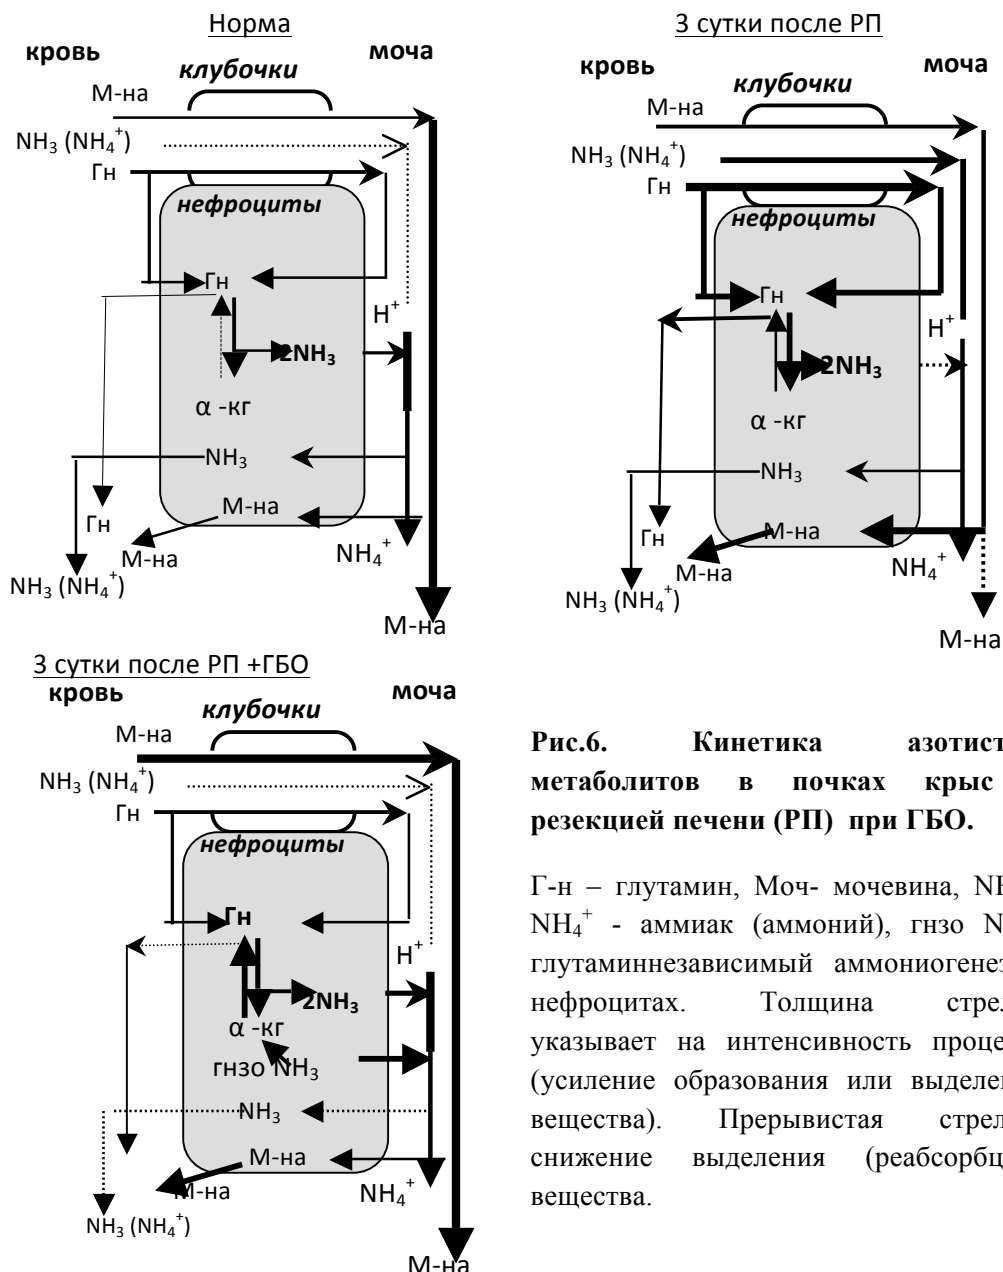 Норма
кровь
моча
клубочки
М-на
NH₃ (NH₄⁺)
Гн
нефроциты
Гн
H⁺
2NH₃
α -кг
NH₃
М-на
Гн
М-на
NH₄⁺
NH₃ (NH₄⁺)
М-на
3 сутки после РП
кровь
моча
клубочки
М-на
NH₃ (NH₄⁺)
Гн
нефроциты
Гн
H⁺
2NH₃
α -кг
NH₃
М-на
Гн
М-на
NH₄⁺
NH₃ (NH₄⁺)
М-на
3 сутки после РП +ГБО
кровь
моча
клубочки
М-на
NH₃ (NH₄⁺)
Гн
нефроциты
Гн
H⁺
2NH₃
α -кг
гнзо NH₃
NH₃
М-на
М-на
NH₄⁺
NH₃ (NH₄⁺)
М-на
Рис.6. Кинетика азотист
метаболитов в почках крыс
резекцией печени (РП) при ГБО.
Г-н – глутамин, Моч- мочевина, NH
NH₄⁺ - аммиак (аммоний), гнзо N
глутаминнезависимый аммониогенез
нефроцитах. Толщина стрел
указывает на интенсивность процес
(усиление образования или выделен
вещества). Прерывистая стрел
снижение выделения (реабсорбц
вещества.